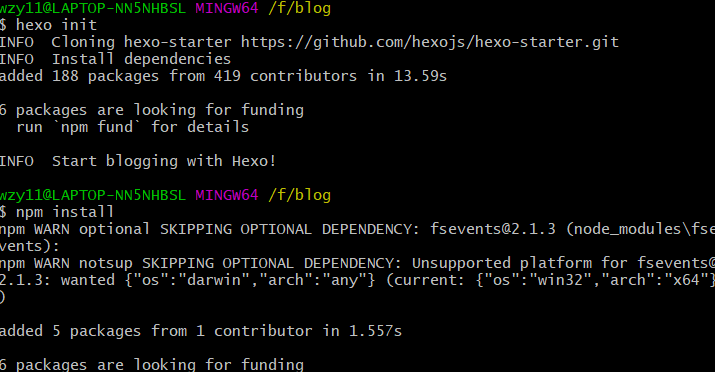 wzy11@LAPTOP-NN5NHBSL MINGW64 /f/blog
$ hexo init
INFO  Cloning hexo-starter https://github.com/hexojs/hexo-starter.git
INFO  Install dependencies
added 188 packages from 419 contributors in 13.59s
6 packages are looking for funding
  run `npm fund` for details
INFO  Start blogging with Hexo!
wzy11@LAPTOP-NN5NHBSL MINGW64 /f/blog
$ npm install
npm WARN optional SKIPPING OPTIONAL DEPENDENCY: fsevents@2.1.3 (node_modules\fse
vents):
npm WARN notsup SKIPPING OPTIONAL DEPENDENCY: Unsupported platform for fsevents@
2.1.3: wanted {"os":"darwin","arch":"any"} (current: {"os":"win32","arch":"x64"}
)
added 5 packages from 1 contributor in 1.557s
6 packages are looking for funding